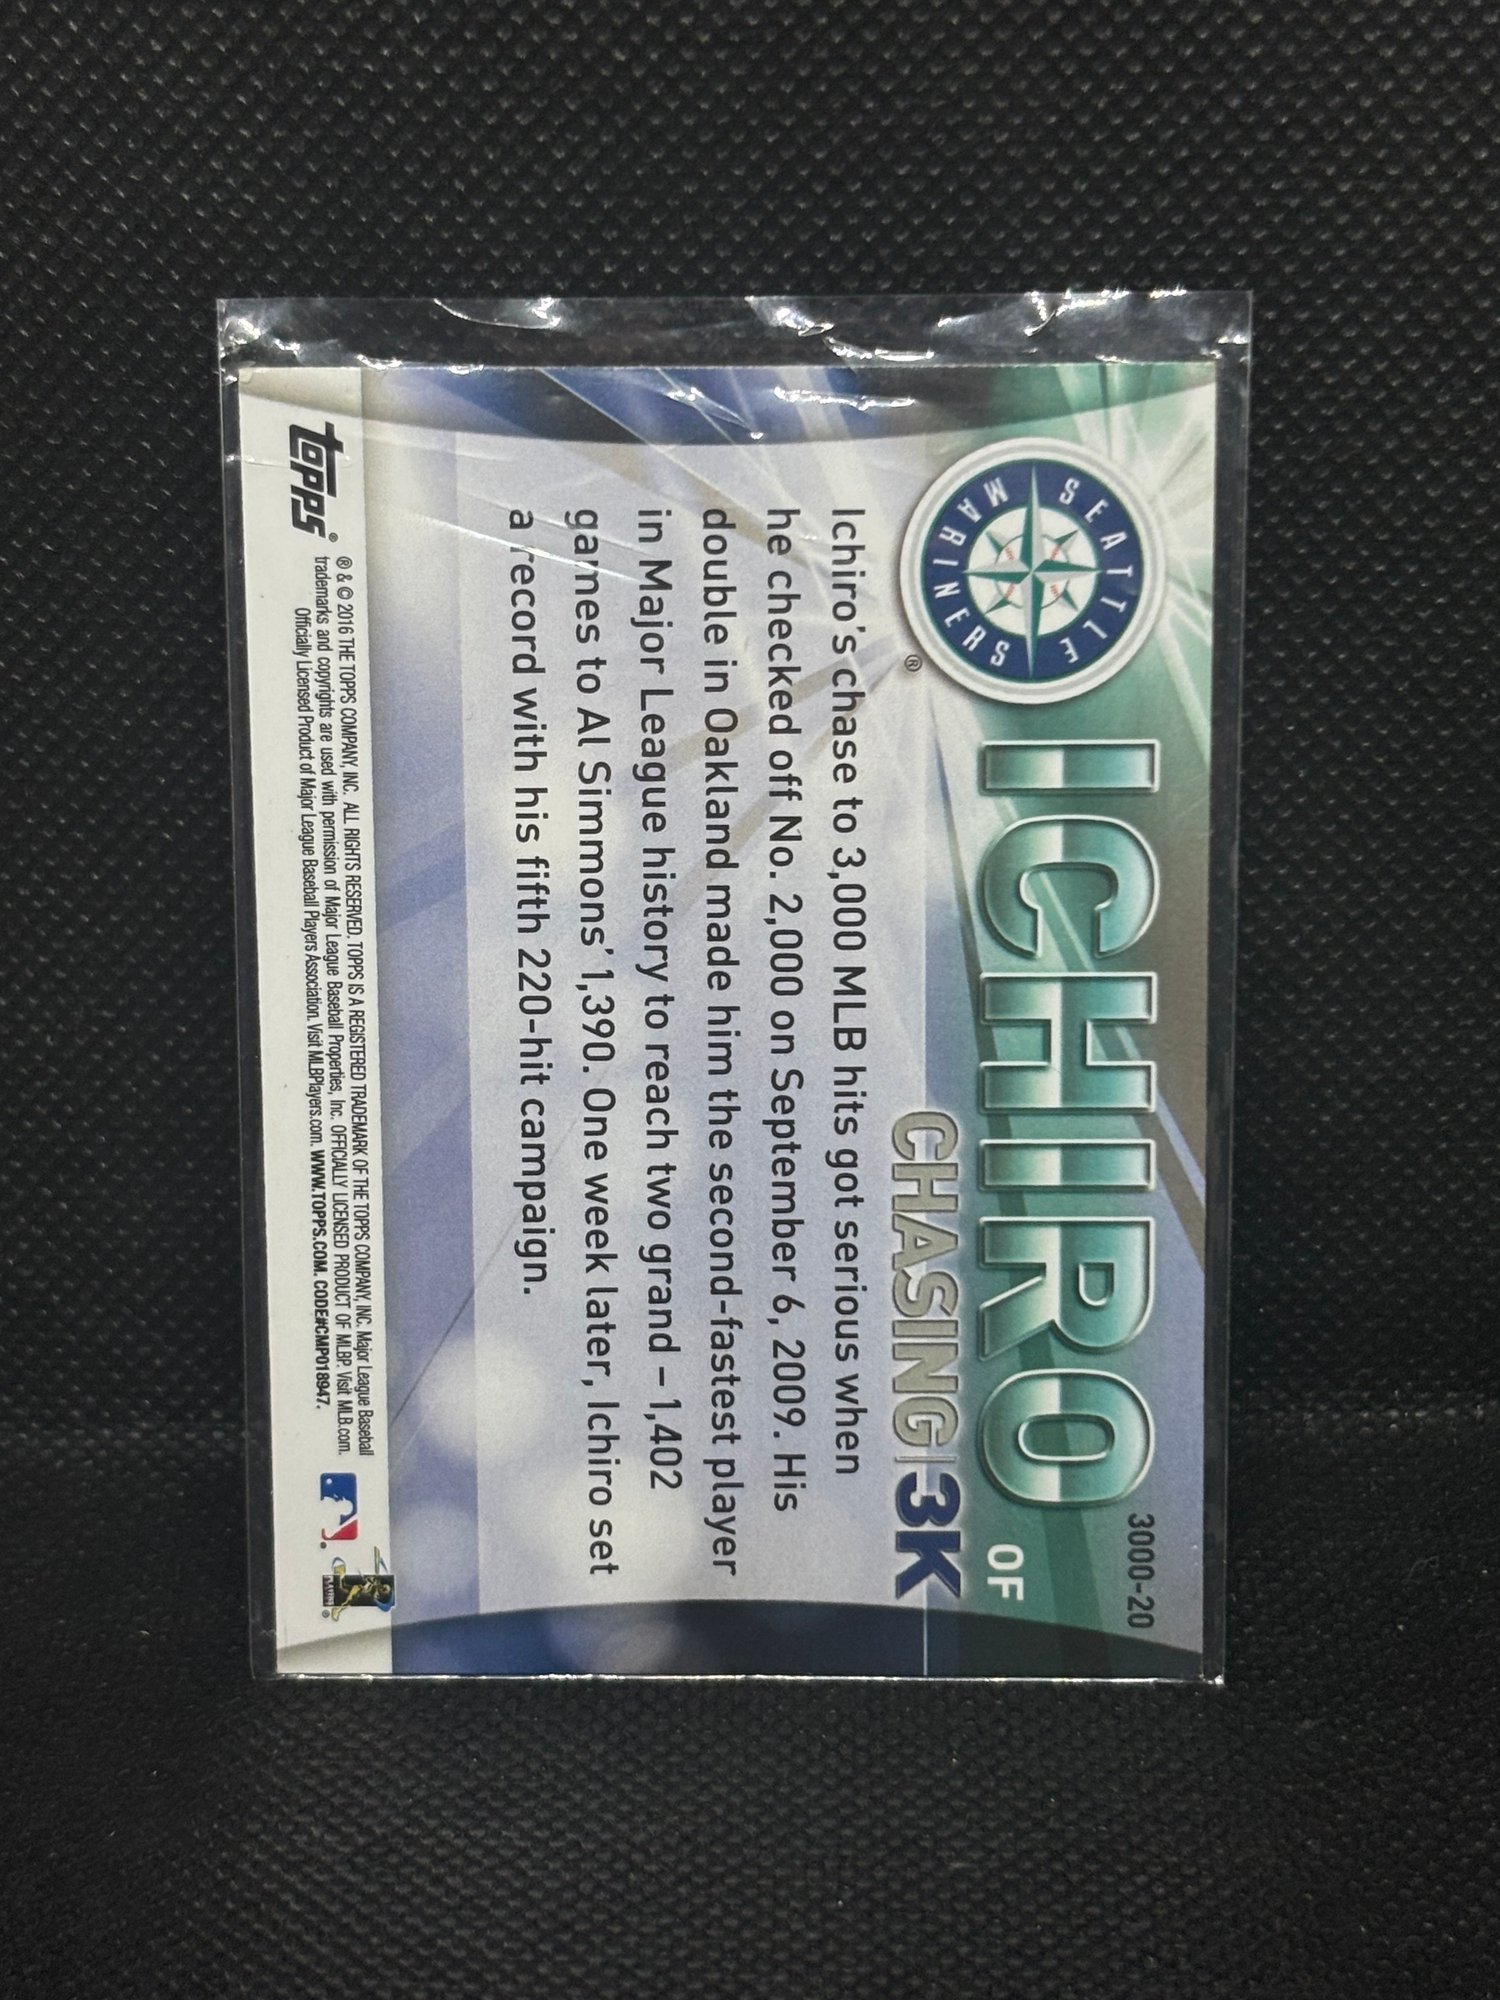 3000-20
SEATTLE
MARINERS
®
ICHIRO OF
CHASING 3K
Ichiro's chase to 3,000 MLB hits got serious when
he checked off No. 2,000 on September 6, 2009. His
double in Oakland made him the second-fastest player
in Major League history to reach two grand – 1,402
games to Al Simmons' 1,390. One week later, Ichiro set
a record with his fifth 220-hit campaign.
topps®
® & © 2016 THE TOPPS COMPANY, INC. ALL RIGHTS RESERVED. TOPPS IS A REGISTERED TRADEMARK OF THE TOPPS COMPANY, INC. Major League Baseball
trademarks and copyrights are used with permission of Major League Baseball Properties, Inc. OFFICIALLY LICENSED PRODUCT OF MLBP. Visit MLB.com.
Officially Licensed Product of Major League Baseball Players Association. Visit MLBPlayers.com. WWW.TOPPS.COM. CODE#CMP018947.